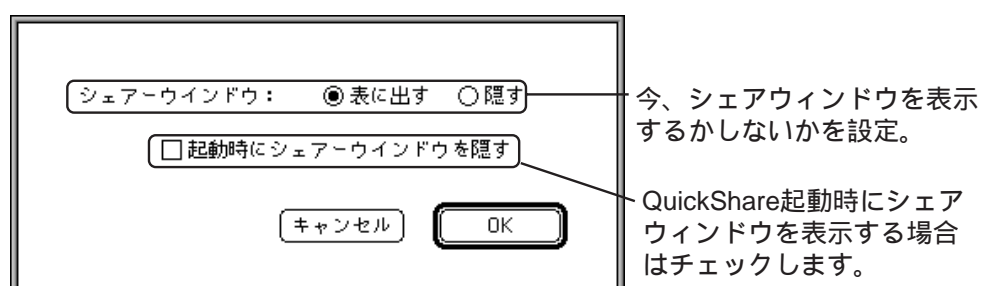 シェアーウインドウ： ◉表に出す ○隠す
今、シェアウィンドウを表示
するかしないかを設定。
□起動時にシェアーウインドウを隠す
QuickShare起動時にシェア
ウィンドウを表示する場合
はチェックします。
キャンセル OK